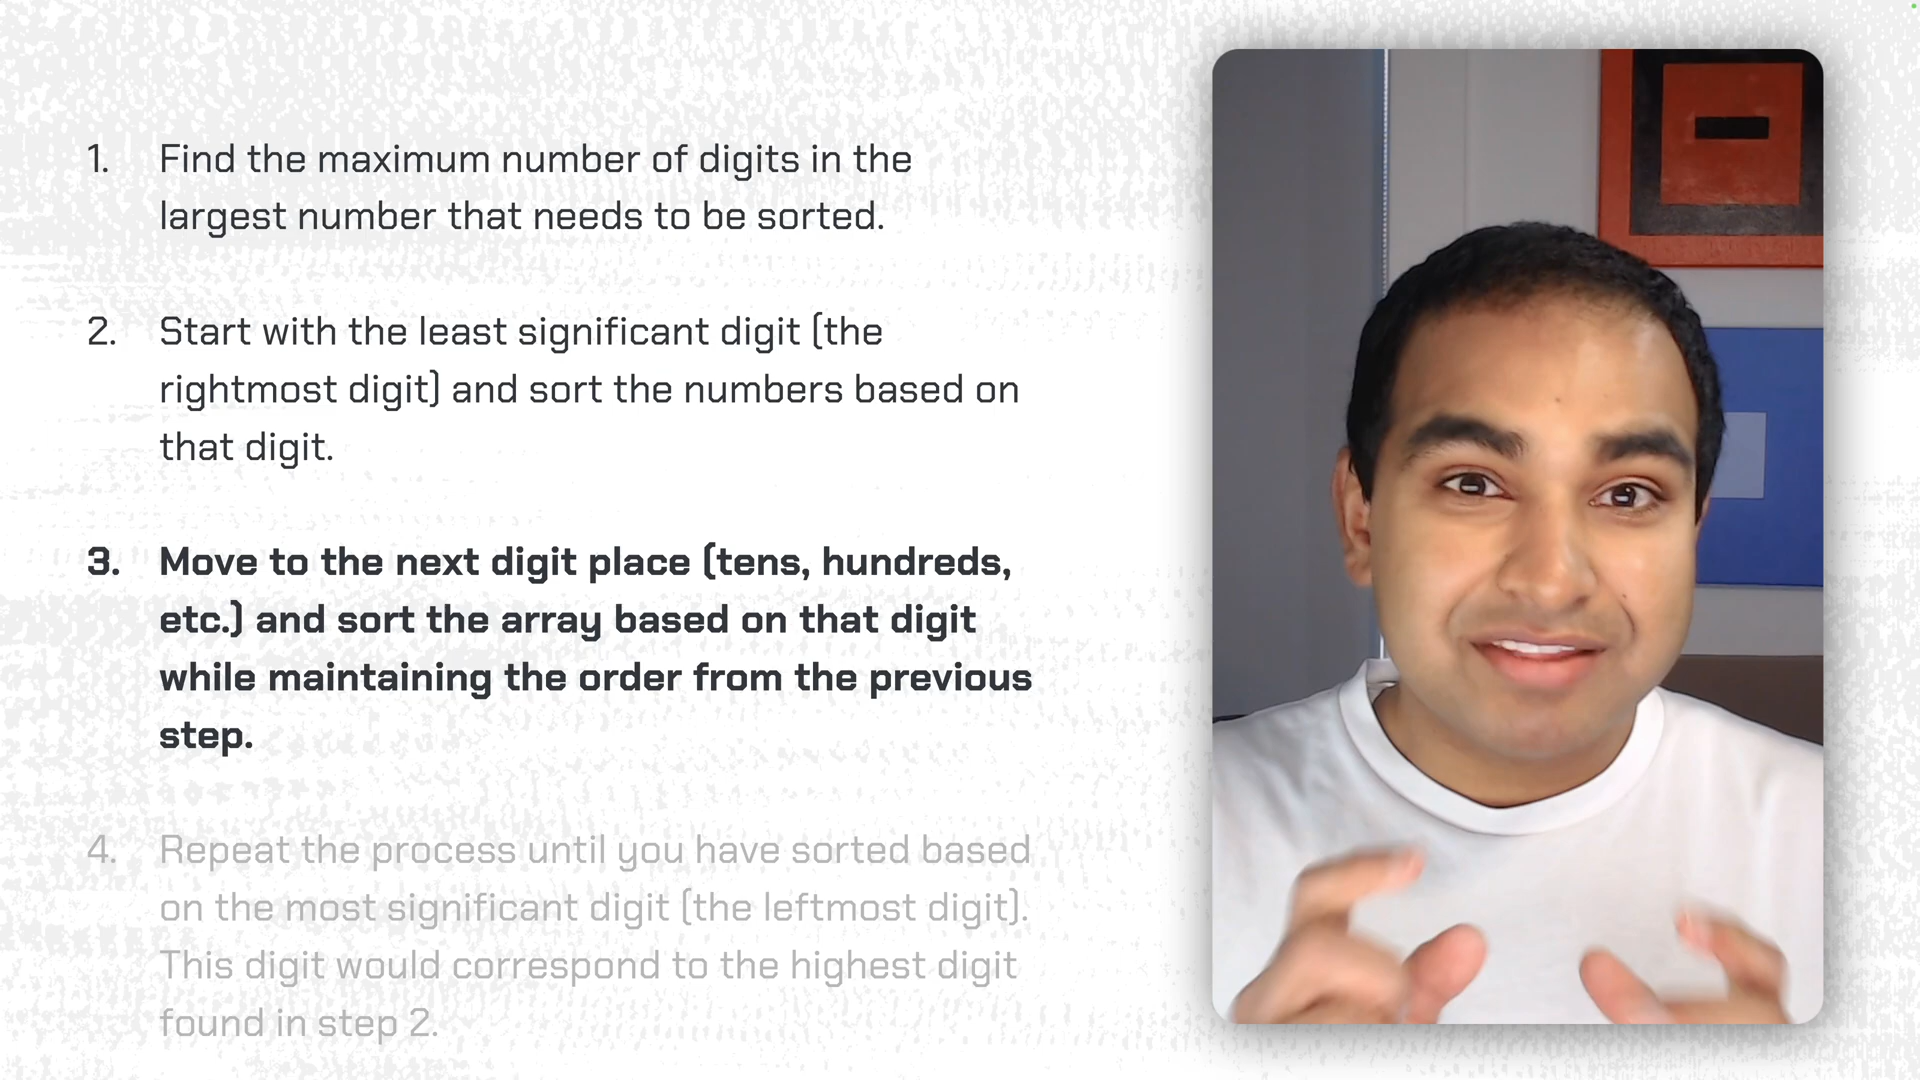 1. Find the maximum number of digits in the
largest number that needs to be sorted.
2. Start with the least significant digit (the
rightmost digit) and sort the numbers based on
that digit.
3. Move to the next digit place (tens, hundreds,
etc.) and sort the array based on that digit
while maintaining the order from the previous
step.
4. Repeat the process until you have sorted based
on the most significant digit (the leftmost digit).
This digit would correspond to the highest digit
found in step 2.